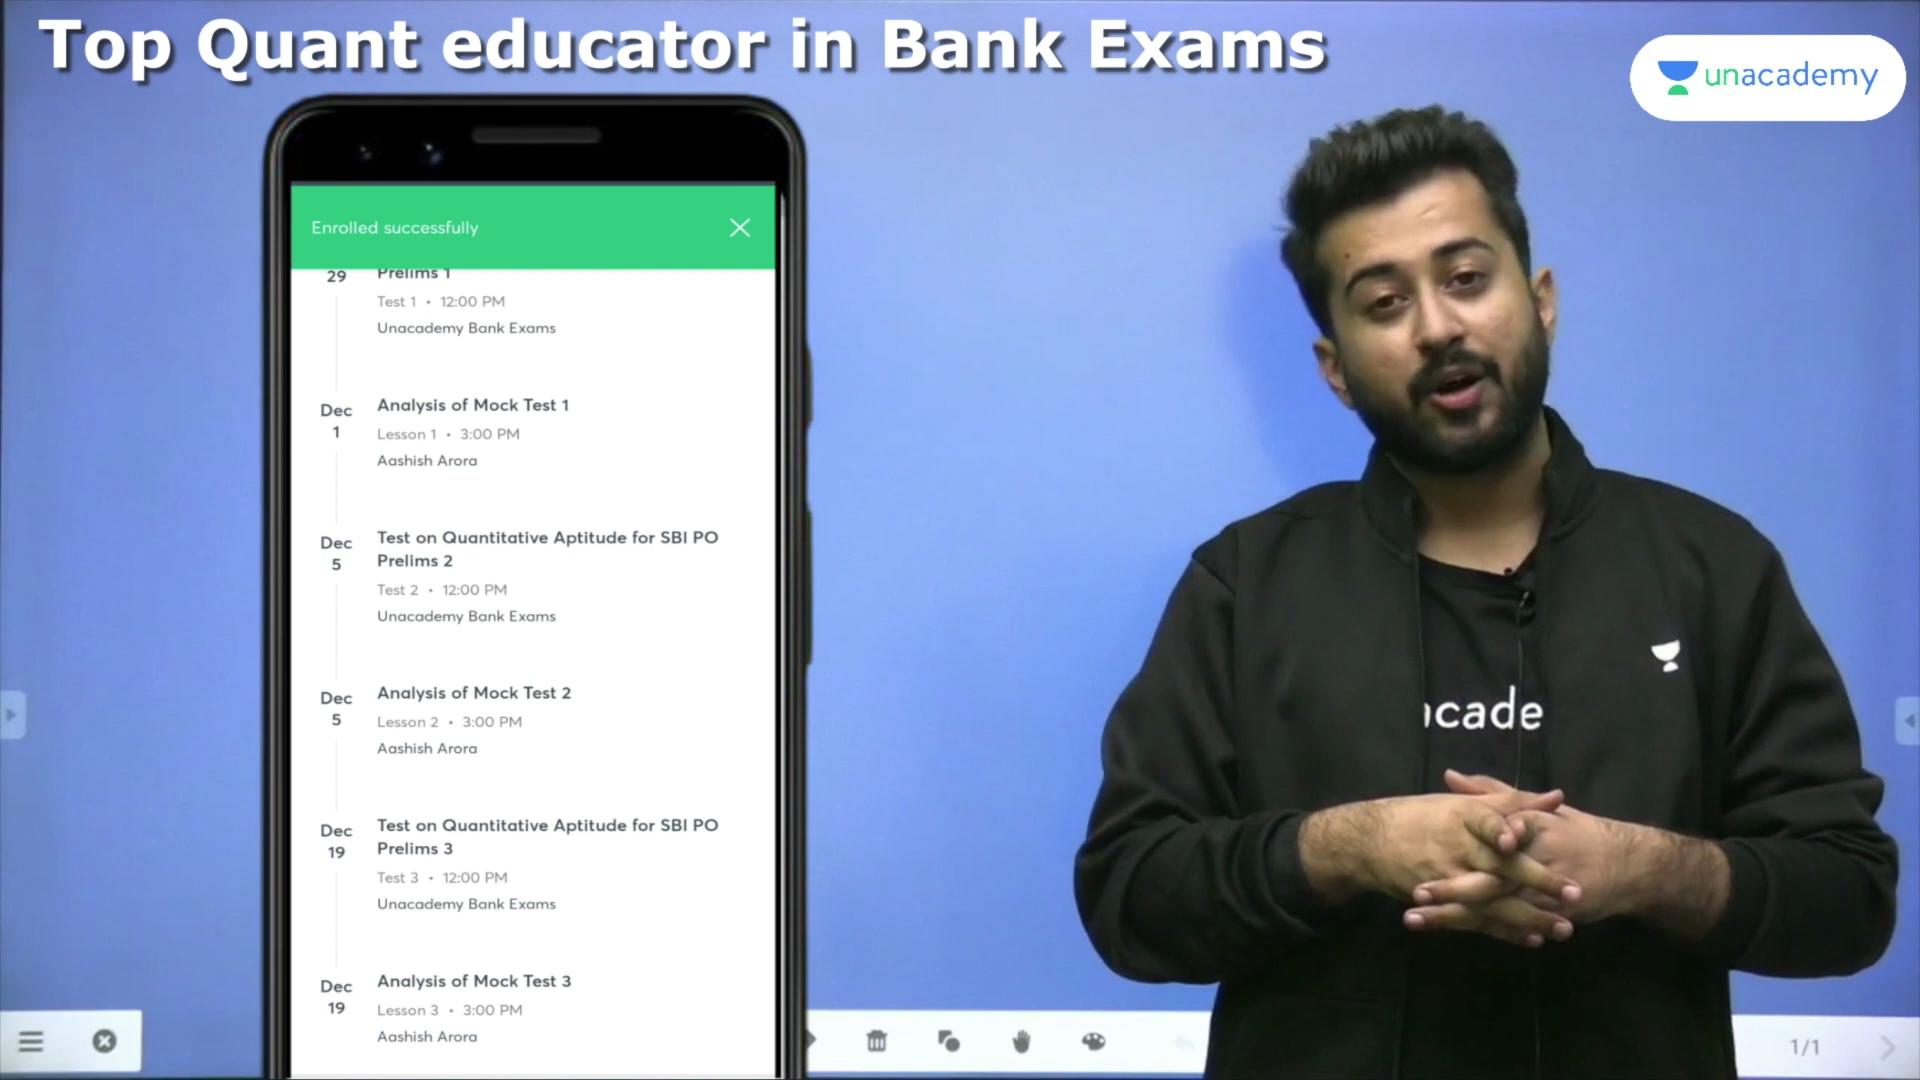 Top Quant educator in Bank Exams
unacademy
Enrolled successfully
29
Prelims 1
Test 1 • 12:00 PM
Unacademy Bank Exams
Dec
1
Analysis of Mock Test 1
Lesson 1 • 3:00 PM
Aashish Arora
Dec
5
Test on Quantitative Aptitude for SBI PO
Prelims 2
Test 2 • 12:00 PM
Unacademy Bank Exams
Dec
5
Analysis of Mock Test 2
Lesson 2 • 3:00 PM
Aashish Arora
Dec
19
Test on Quantitative Aptitude for SBI PO
Prelims 3
Test 3 • 12:00 PM
Unacademy Bank Exams
Dec
19
Analysis of Mock Test 3
Lesson 3 • 3:00 PM
Aashish Arora
acade
1/1